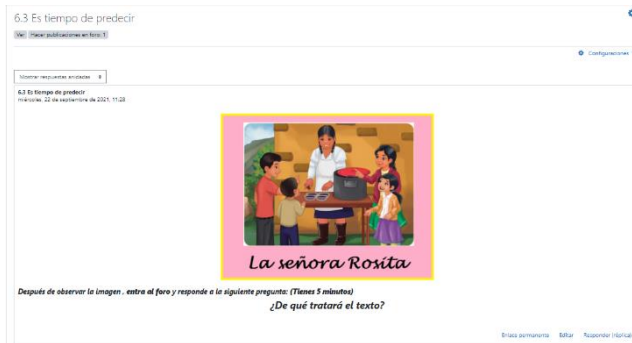 6.3 Es tiempo de predecir
Ver Hacer publicaciones en foro: 1
Configuraciones
Mostrar respuestas anidadas
6.3 Es tiempo de predecir
miércoles, 22 de septiembre de 2021, 11:28
La señora Rosita
Después de observar la imagen , entra al foro y responde a la siguiente pregunta: (Tienes 5 minutos)
¿De qué tratará el texto?
Enlace permanente Editar Responder (réplica)